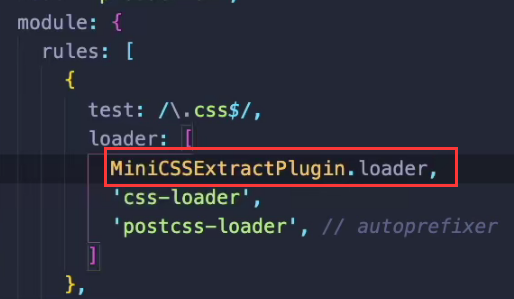 module: {
rules: [
{
test: /\.css$/,
loader: [
MiniCSSExtractPlugin.loader,
'css-loader',
'postcss-loader', // autoprefixer
]
},